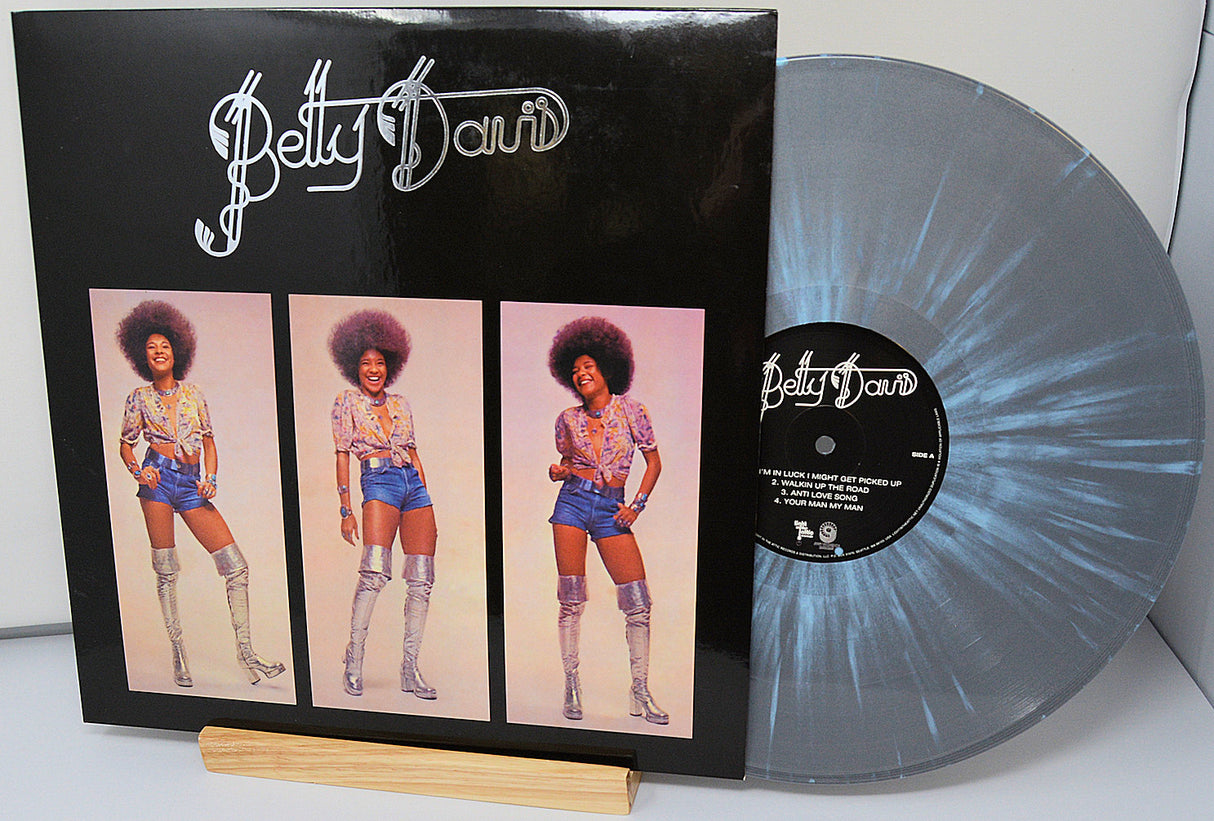 Betty Davis
Betty Davis
SIDE A
I'M IN LUCK I MIGHT GET PICKED UP
2. WALKIN UP THE ROAD
3. ANTI LOVE SONG
4. YOUR MAN MY MAN